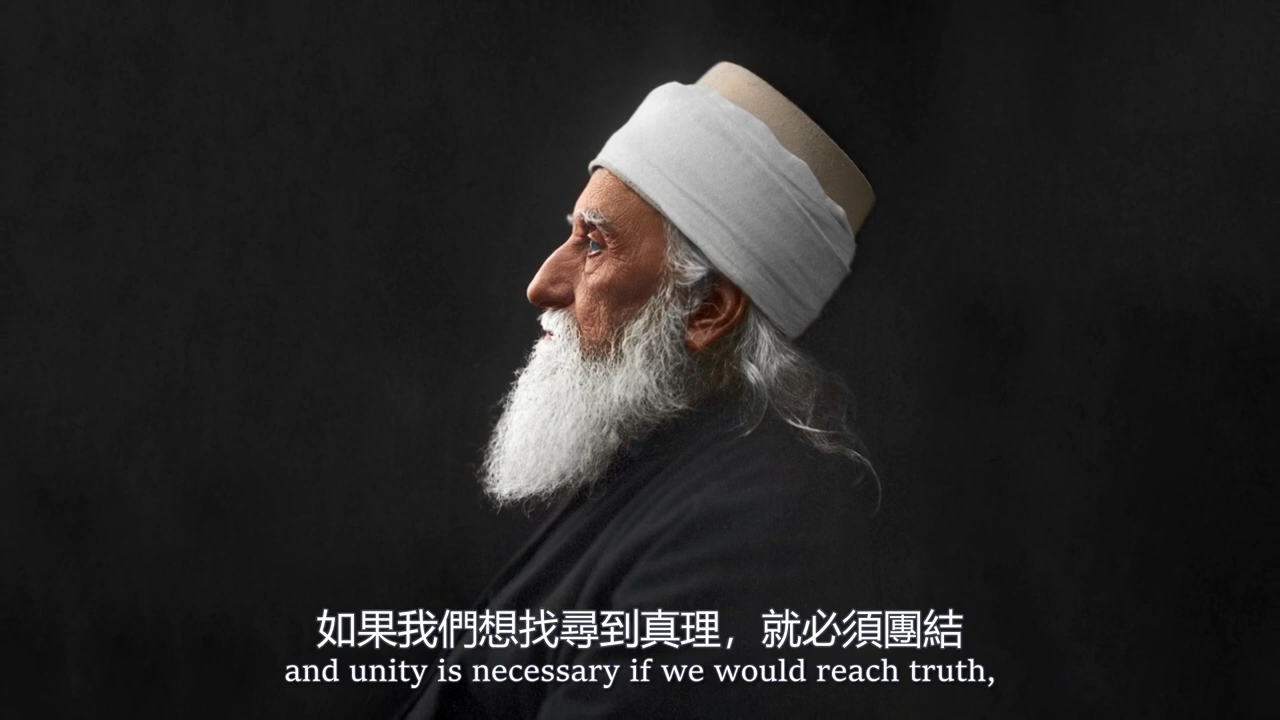 如果我們想找尋到真理，就必須團結
and unity is necessary if we would reach truth,